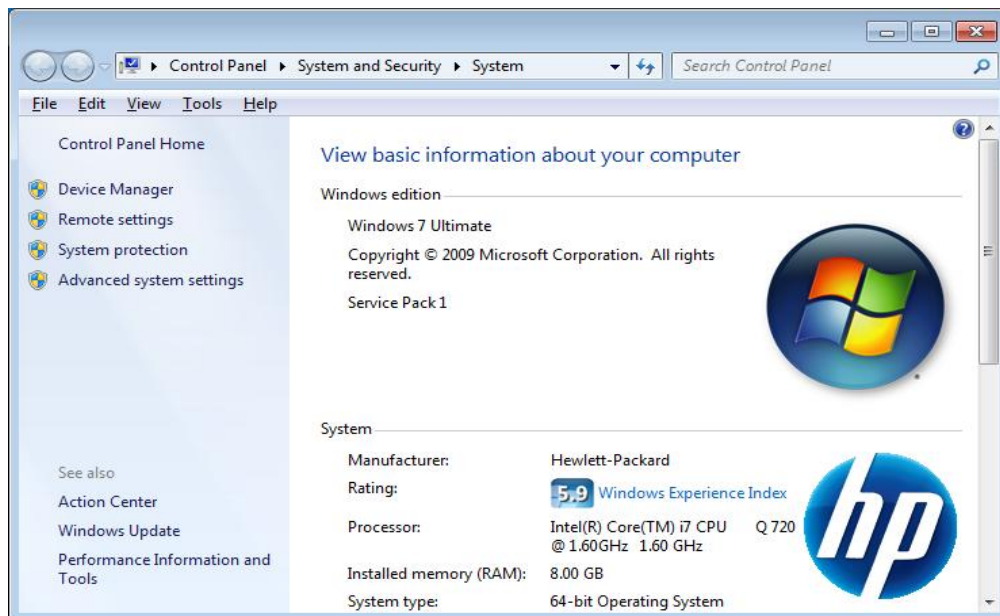 Control Panel ▸ System and Security ▸ System
Search Control Panel
File Edit View Tools Help
Control Panel Home
Device Manager
Remote settings
System protection
Advanced system settings
See also
Action Center
Windows Update
Performance Information and
Tools
View basic information about your computer
Windows edition
Windows 7 Ultimate
Copyright © 2009 Microsoft Corporation. All rights
reserved.
Service Pack 1
System
Manufacturer: Hewlett-Packard
Rating: 5.9 Windows Experience Index
Processor: Intel(R) Core(TM) i7 CPU Q 720
@ 1.60GHz 1.60 GHz
Installed memory (RAM): 8.00 GB
System type: 64-bit Operating System
hp